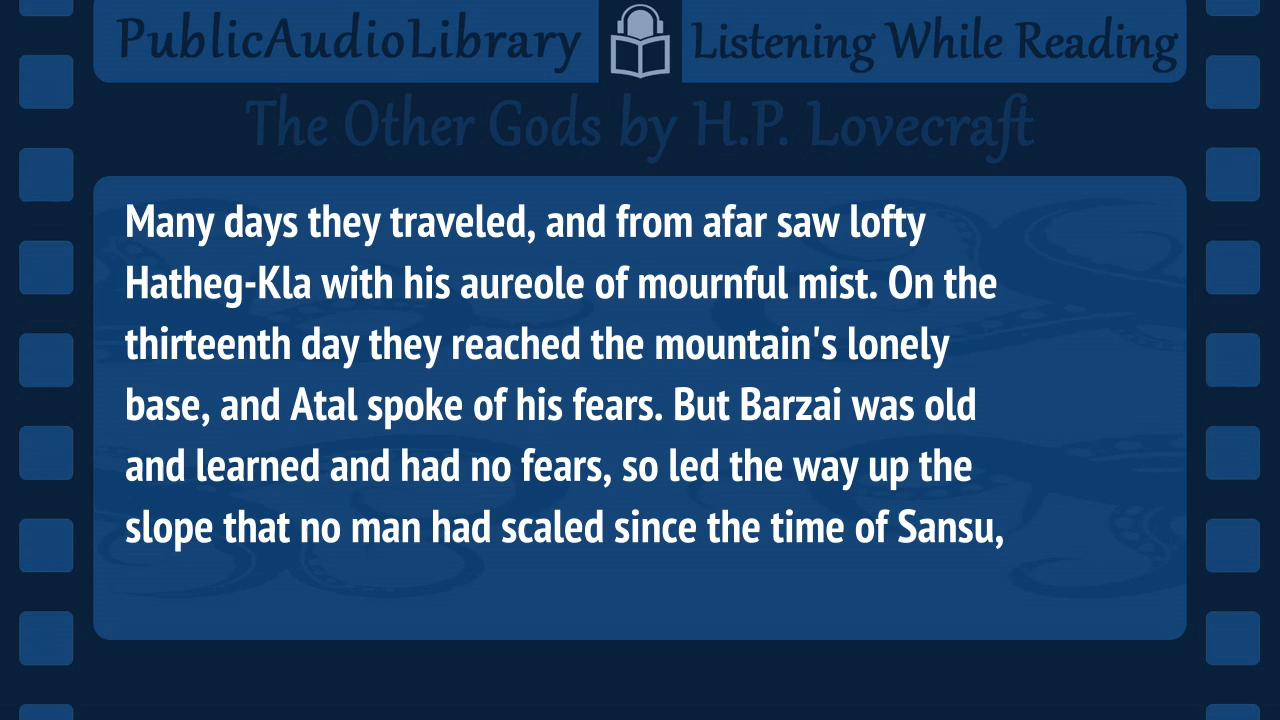 PublicAudioLibrary Listening While Reading
The Other Gods by H.P. Lovecraft
Many days they traveled, and from afar saw lofty
Hatheg-Kla with his aureole of mournful mist. On the
thirteenth day they reached the mountain's lonely
base, and Atal spoke of his fears. But Barzai was old
and learned and had no fears, so led the way up the
slope that no man had scaled since the time of Sansu,